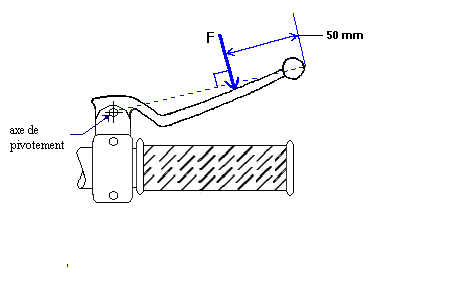 F
50 mm
axe de
pivotement